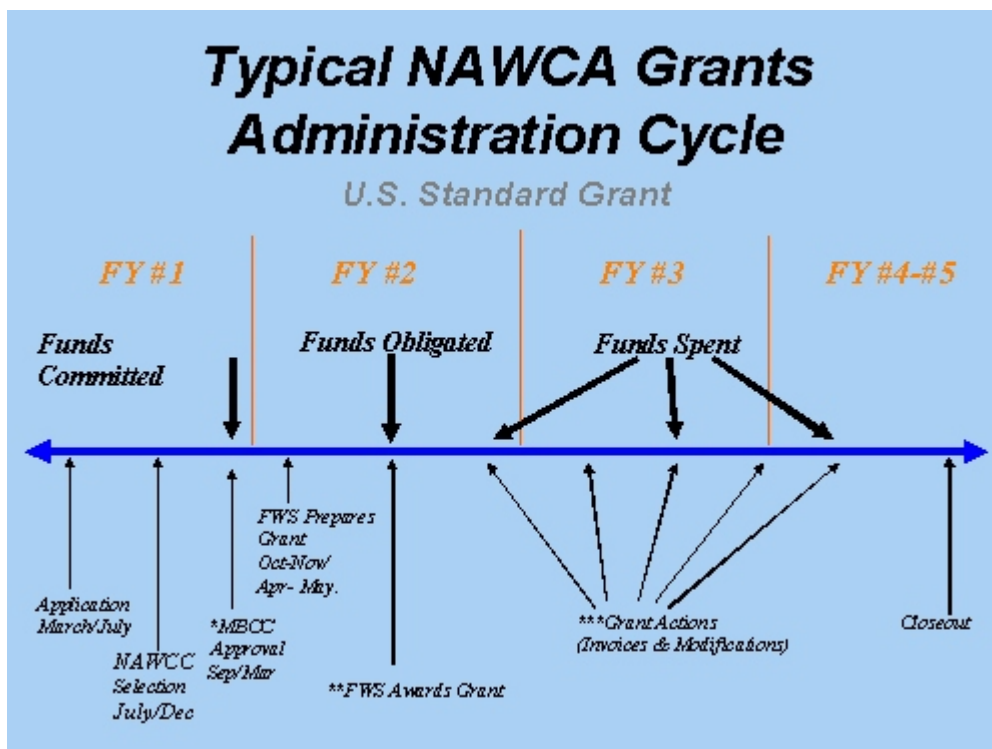 Typical NAWCA Grants
Administration Cycle
U.S. Standard Grant
FY #1
FY #2
FY #3
FY #4-#5
Funds
Committed
Funds Obligated
Funds Spent
Application
March/July
NAWCC
Selection
July/Dec
*MBCC
Approval
Sep/Mar
FWS Prepares
Grant
Oct-Nov/
Apr- May.
**FWS Awards Grant
***Grant Actions
(Invoices & Modifications)
Closeout